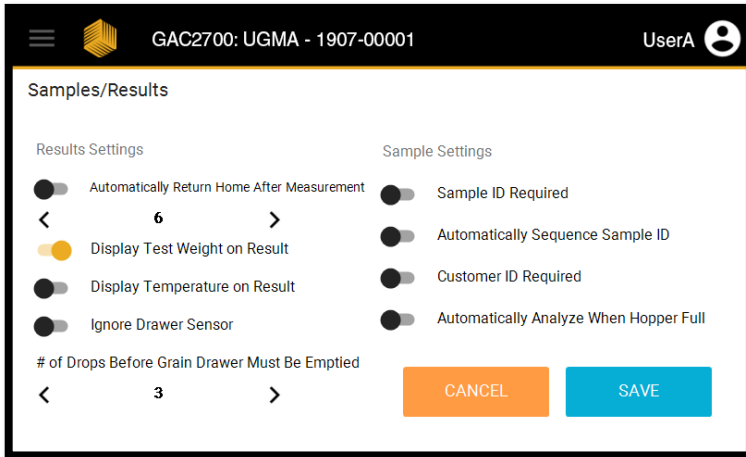 GAC2700: UGMA - 1907-00001
UserA
Samples/Results
Results Settings
Automatically Return Home After Measurement
6
Display Test Weight on Result
Display Temperature on Result
Ignore Drawer Sensor
# of Drops Before Grain Drawer Must Be Emptied
3
Sample Settings
Sample ID Required
Automatically Sequence Sample ID
Customer ID Required
Automatically Analyze When Hopper Full
CANCEL
SAVE